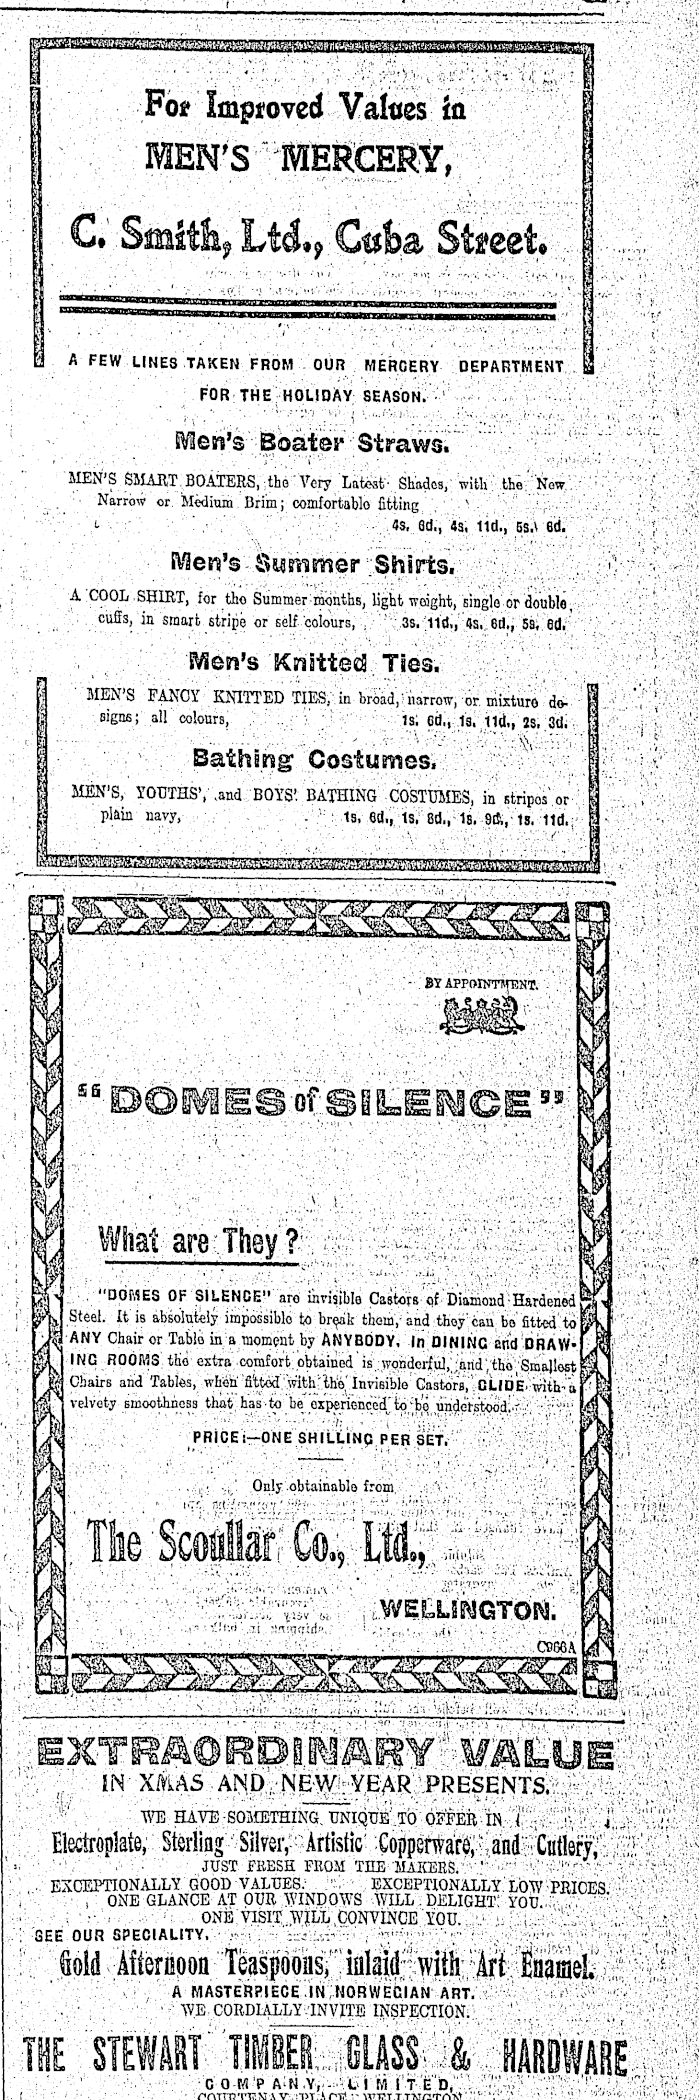 For Improved Values in
MEN'S MERCERY,
C. Smith, Ltd., Cuba Street.
A FEW LINES TAKEN FROM OUR MERCERY DEPARTMENT
FOR THE HOLIDAY SEASON.
Men's Boater Straws.
MEN'S SMART BOATERS, the Very Latest Shades, with the New
Narrow or Medium Brim; comfortable fitting
4s. 6d., 4s. 11d., 5s. 6d.
Men's Summer Shirts.
A COOL SHIRT, for the Summer months, light weight, single or double
cuffs, in smart stripe or self colours, 3s. 11d., 4s. 6d., 5s. 6d.
Men's Knitted Ties.
MEN'S FANCY KNITTED TIES, in broad, narrow, or mixture de-
signs; all colours, 1s. 6d., 1s. 11d., 2s. 3d.
Bathing Costumes.
MEN'S, YOUTHS', and BOYS' BATHING COSTUMES, in stripes or
plain navy, 1s. 6d., 1s. 8d., 1s. 9d., 1s. 11d.
BY APPOINTMENT.
"DOMES of SILENCE"
What are They?
"DOMES OF SILENCE" are invisible Castors of Diamond Hardened
Steel. It is absolutely impossible to break them, and they can be fitted to
ANY Chair or Table in a moment by ANYBODY. In DINING and DRAW-
ING ROOMS the extra comfort obtained is wonderful, and the Smallest
Chairs and Tables, when fitted with the Invisible Castors, GLIDE with a
velvety smoothness that has to be experienced to be understood.
PRICE:—ONE SHILLING PER SET.
Only obtainable from
The Scoullar Co., Ltd.,
WELLINGTON.
C966A
EXTRAORDINARY VALUE
IN XMAS AND NEW YEAR PRESENTS.
WE HAVE SOMETHING UNIQUE TO OFFER IN
Electroplate, Sterling Silver, Artistic Copperware, and Cutlery,
JUST FRESH FROM THE MAKERS.
EXCEPTIONALLY GOOD VALUES. EXCEPTIONALLY LOW PRICES.
ONE GLANCE AT OUR WINDOWS WILL DELIGHT YOU.
ONE VISIT WILL CONVINCE YOU.
SEE OUR SPECIALITY.
Gold Afternoon Teaspoons, inlaid with Art Enamel.
A MASTERPIECE IN NORWEGIAN ART.
WE CORDIALLY INVITE INSPECTION.
THE STEWART TIMBER GLASS & HARDWARE
COMPANY, LIMITED,
COURTENAY PLACE, WELLINGTON